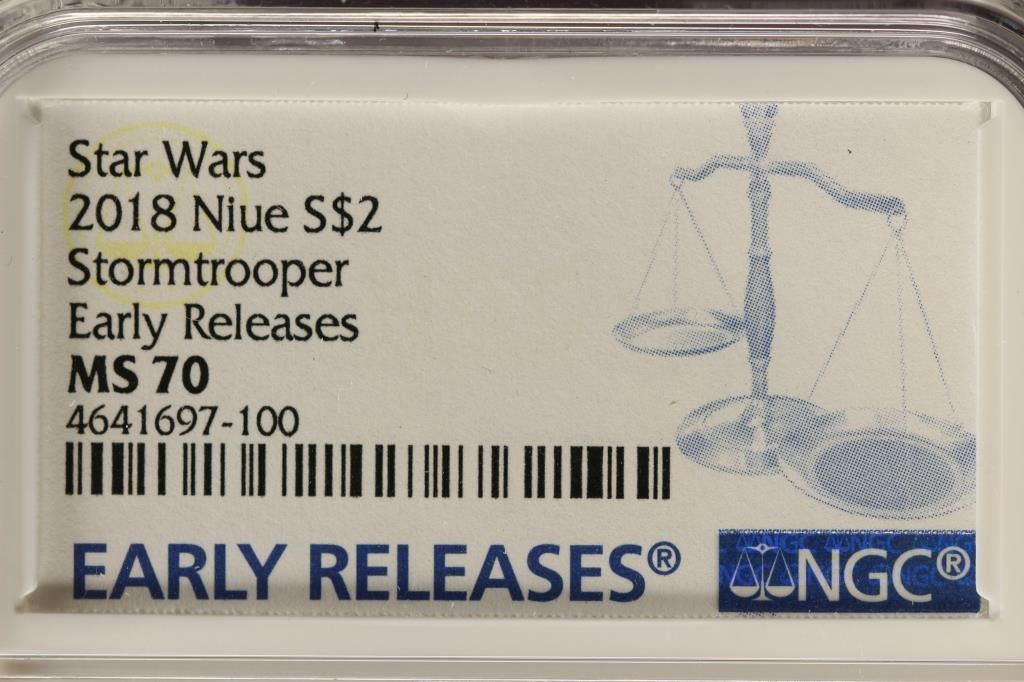 Star Wars
2018 Niue S$2
Stormtrooper
Early Releases
MS 70
4641697-100
EARLY RELEASES®
NGC®